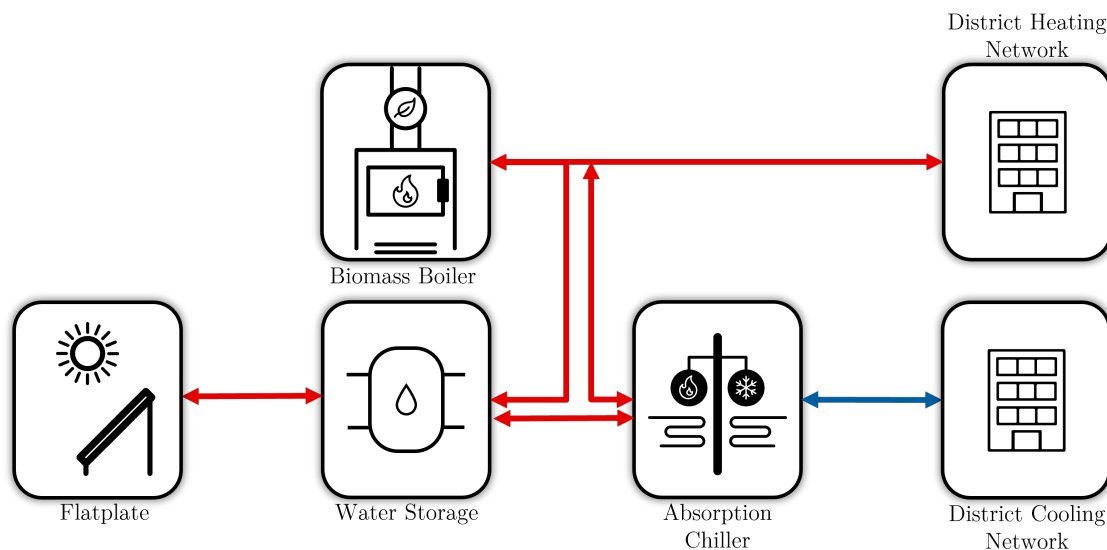 District Heating
Network
Biomass Boiler
Flatplate
Water Storage
Absorption
Chiller
District Cooling
Network